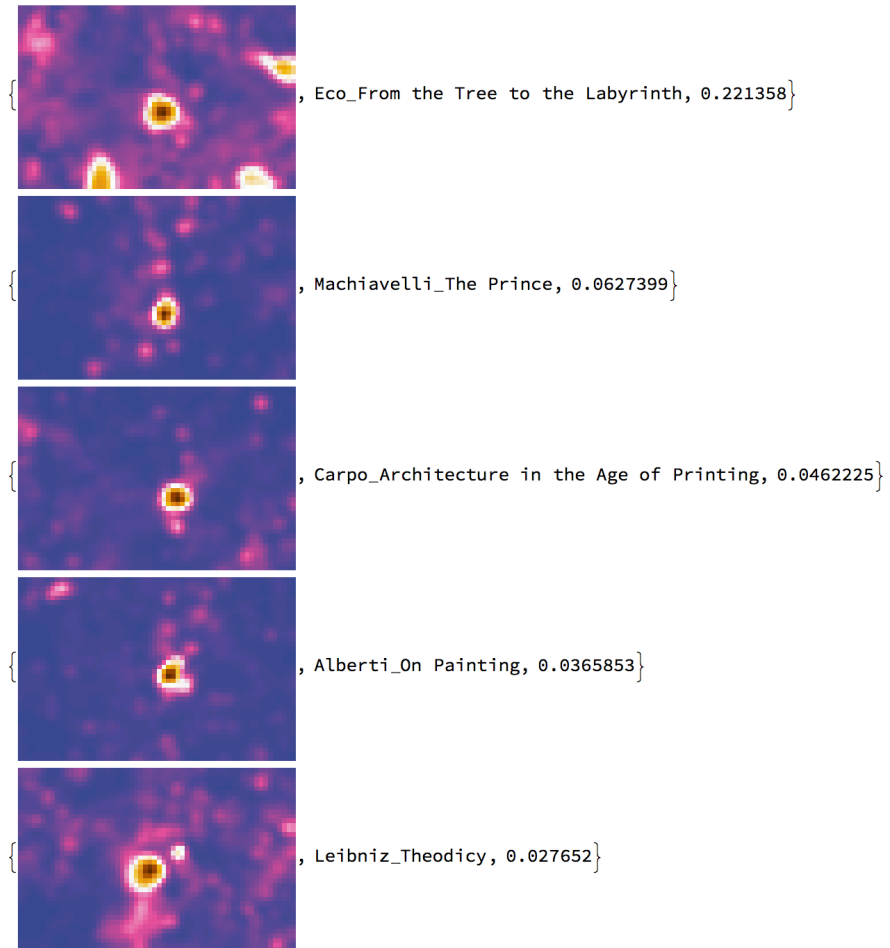 { , Eco_From the Tree to the Labyrinth, 0.221358}
{ , Machiavelli_The Prince, 0.0627399}
{ , Carpo_Architecture in the Age of Printing, 0.0462225}
{ , Alberti_On Painting, 0.0365853}
{ , Leibniz_Theodicy, 0.027652}